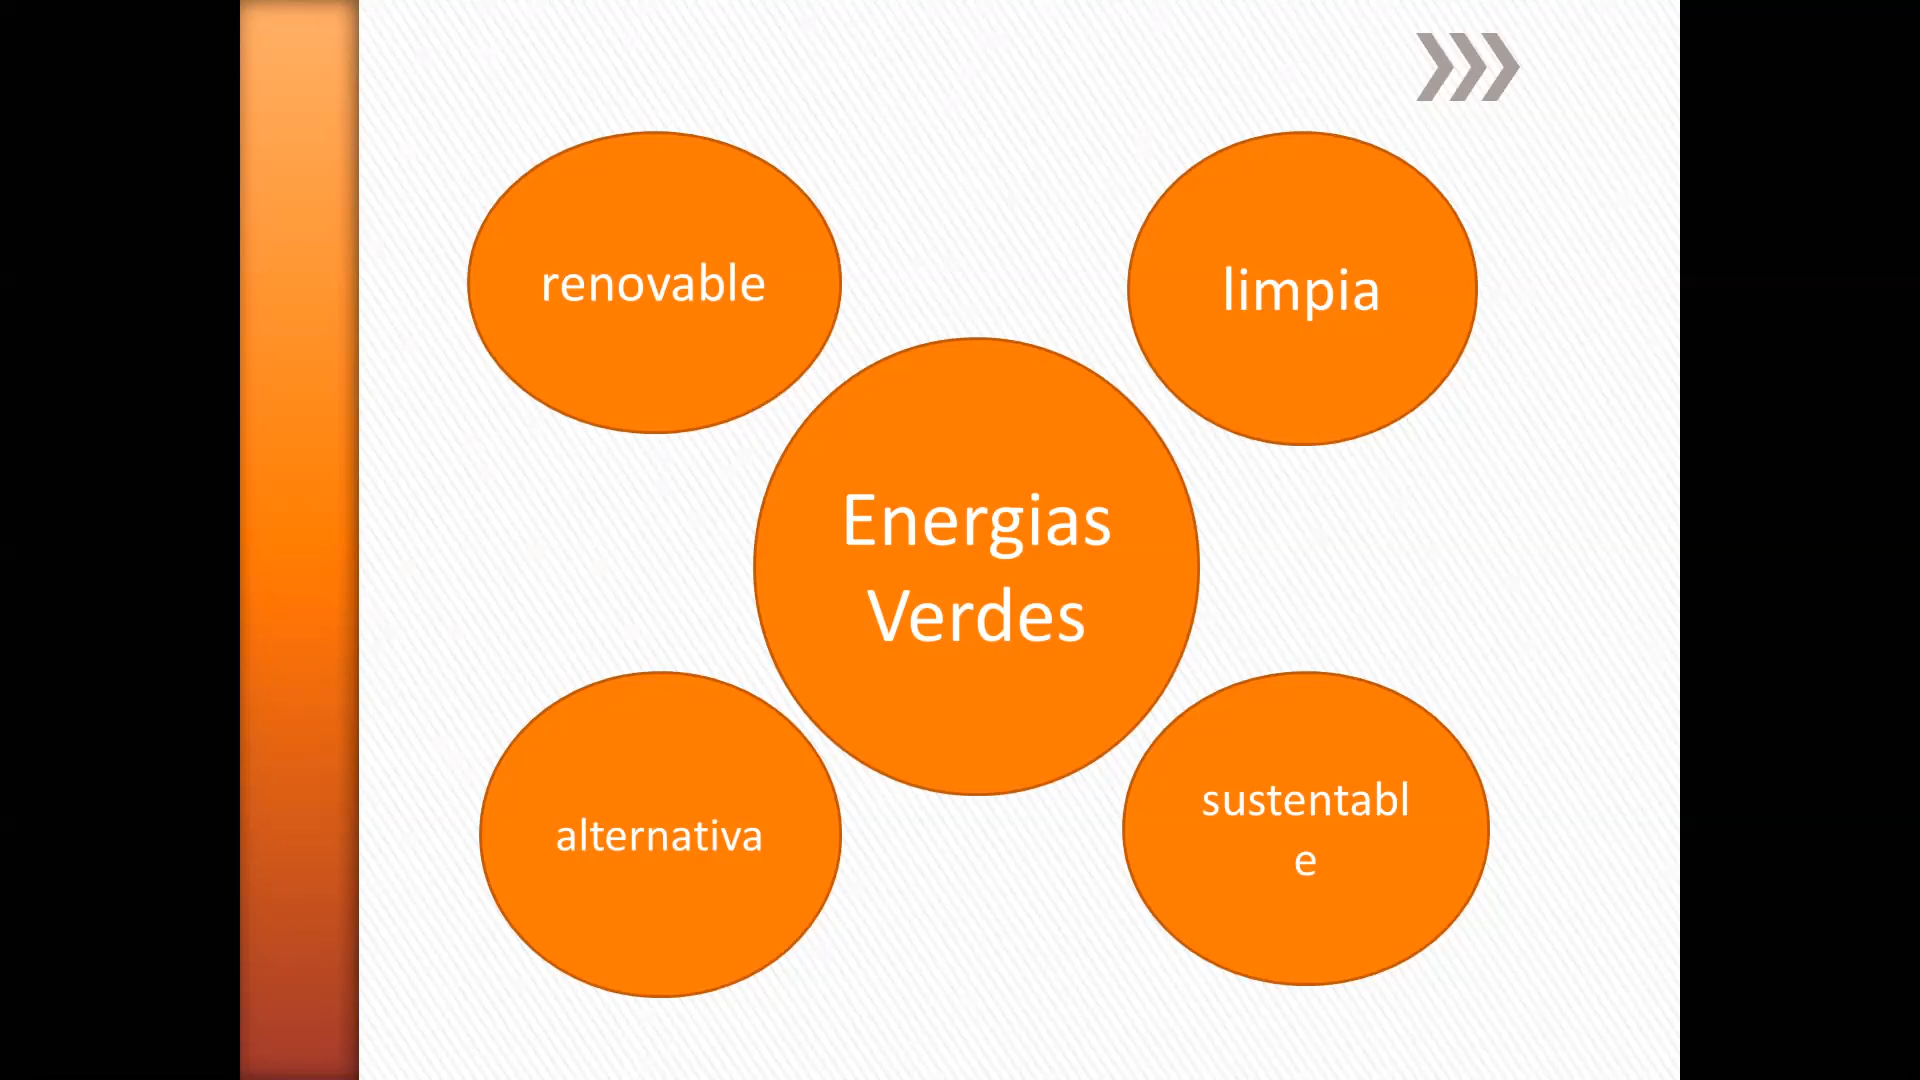 renovable
limpia
Energias
Verdes
alternativa
sustentabl
e